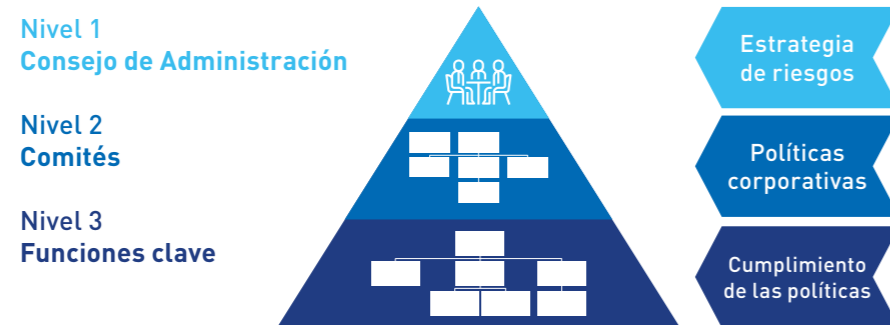 Nivel 1
Consejo de Administración
Estrategia
de riesgos
Nivel 2
Comités
Políticas
corporativas
Nivel 3
Funciones clave
Cumplimiento
de las políticas